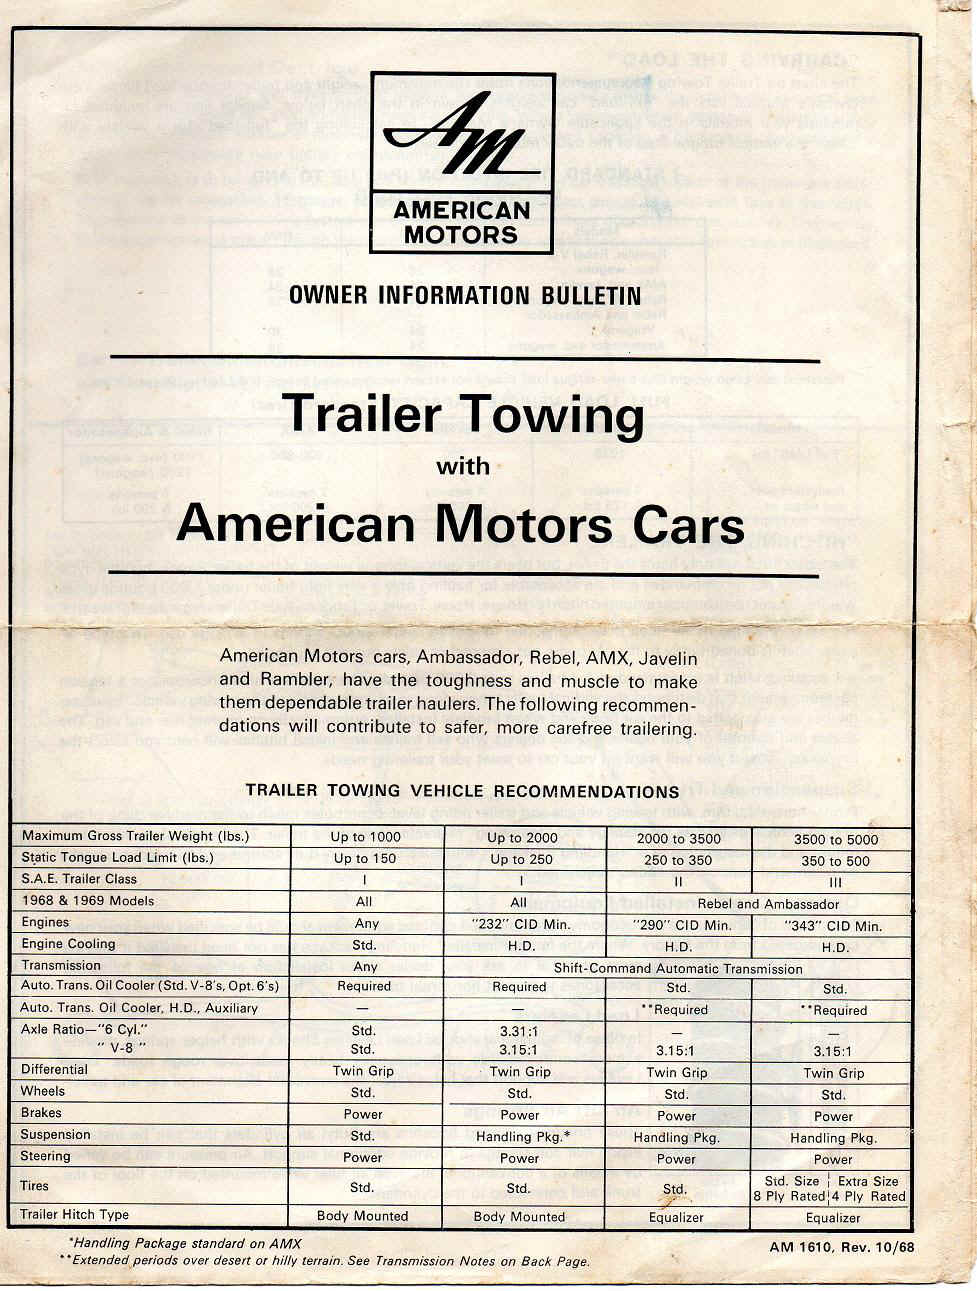 AM
AMERICAN
MOTORS
OWNER INFORMATION BULLETIN
Trailer Towing
with
American Motors Cars
American Motors cars, Ambassador, Rebel, AMX, Javelin
and Rambler, have the toughness and muscle to make
them dependable trailer haulers. The following recommen-
dations will contribute to safer, more carefree trailering.
TRAILER TOWING VEHICLE RECOMMENDATIONS
Maximum Gross Trailer Weight (lbs.) Up to 1000 Up to 2000 2000 to 3500 3500 to 5000
Static Tongue Load Limit (lbs.) Up to 150 Up to 250 250 to 350 350 to 500
S.A.E. Trailer Class I I II III
1968 & 1969 Models All All Rebel and Ambassador
Engines Any "232" CID Min. "290" CID Min. "343" CID Min.
Engine Cooling Std. H.D. H.D. H.D.
Transmission Any Shift-Command Automatic Transmission
Auto. Trans. Oil Cooler (Std. V-8's, Opt. 6's) Required Required Std. Std.
Auto. Trans. Oil Cooler, H.D., Auxiliary — — **Required **Required
Axle Ratio—"6 Cyl." Std. 3.31:1 — —
" V-8 " Std. 3.15:1 3.15:1 3.15:1
Differential Twin Grip Twin Grip Twin Grip Twin Grip
Wheels Std. Std. Std. Std.
Brakes Power Power Power Power
Suspension Std. Handling Pkg.* Handling Pkg. Handling Pkg.
Steering Power Power Power Power
Tires Std. Std. Std. Std. Size 8 Ply Rated Extra Size 4 Ply Rated
Trailer Hitch Type Body Mounted Body Mounted Equalizer Equalizer
*Handling Package standard on AMX
**Extended periods over desert or hilly terrain. See Transmission Notes on Back Page.
AM 1610, Rev. 10/68